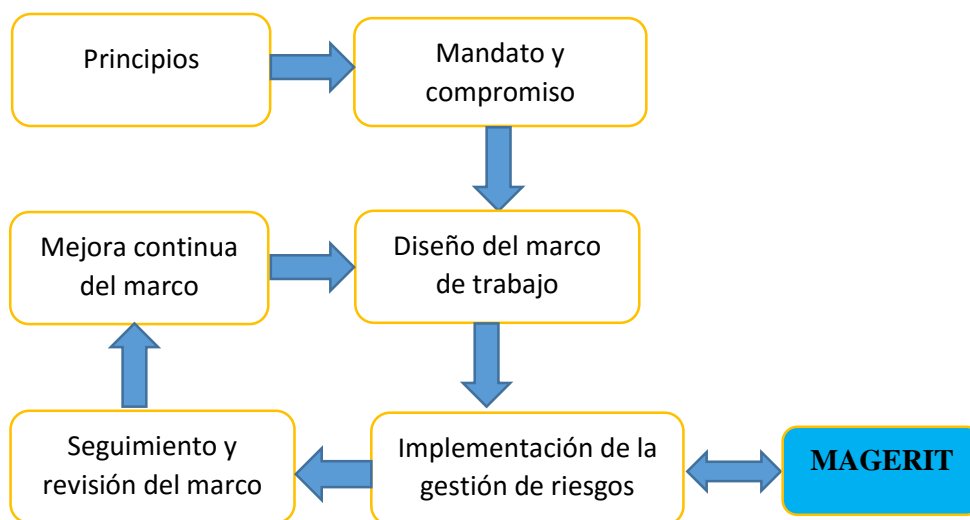 Principios
Mandato y
compromiso
Mejora continua
del marco
Diseño del marco
de trabajo
Seguimiento y
revisión del marco
Implementación de la
gestión de riesgos
MAGERIT